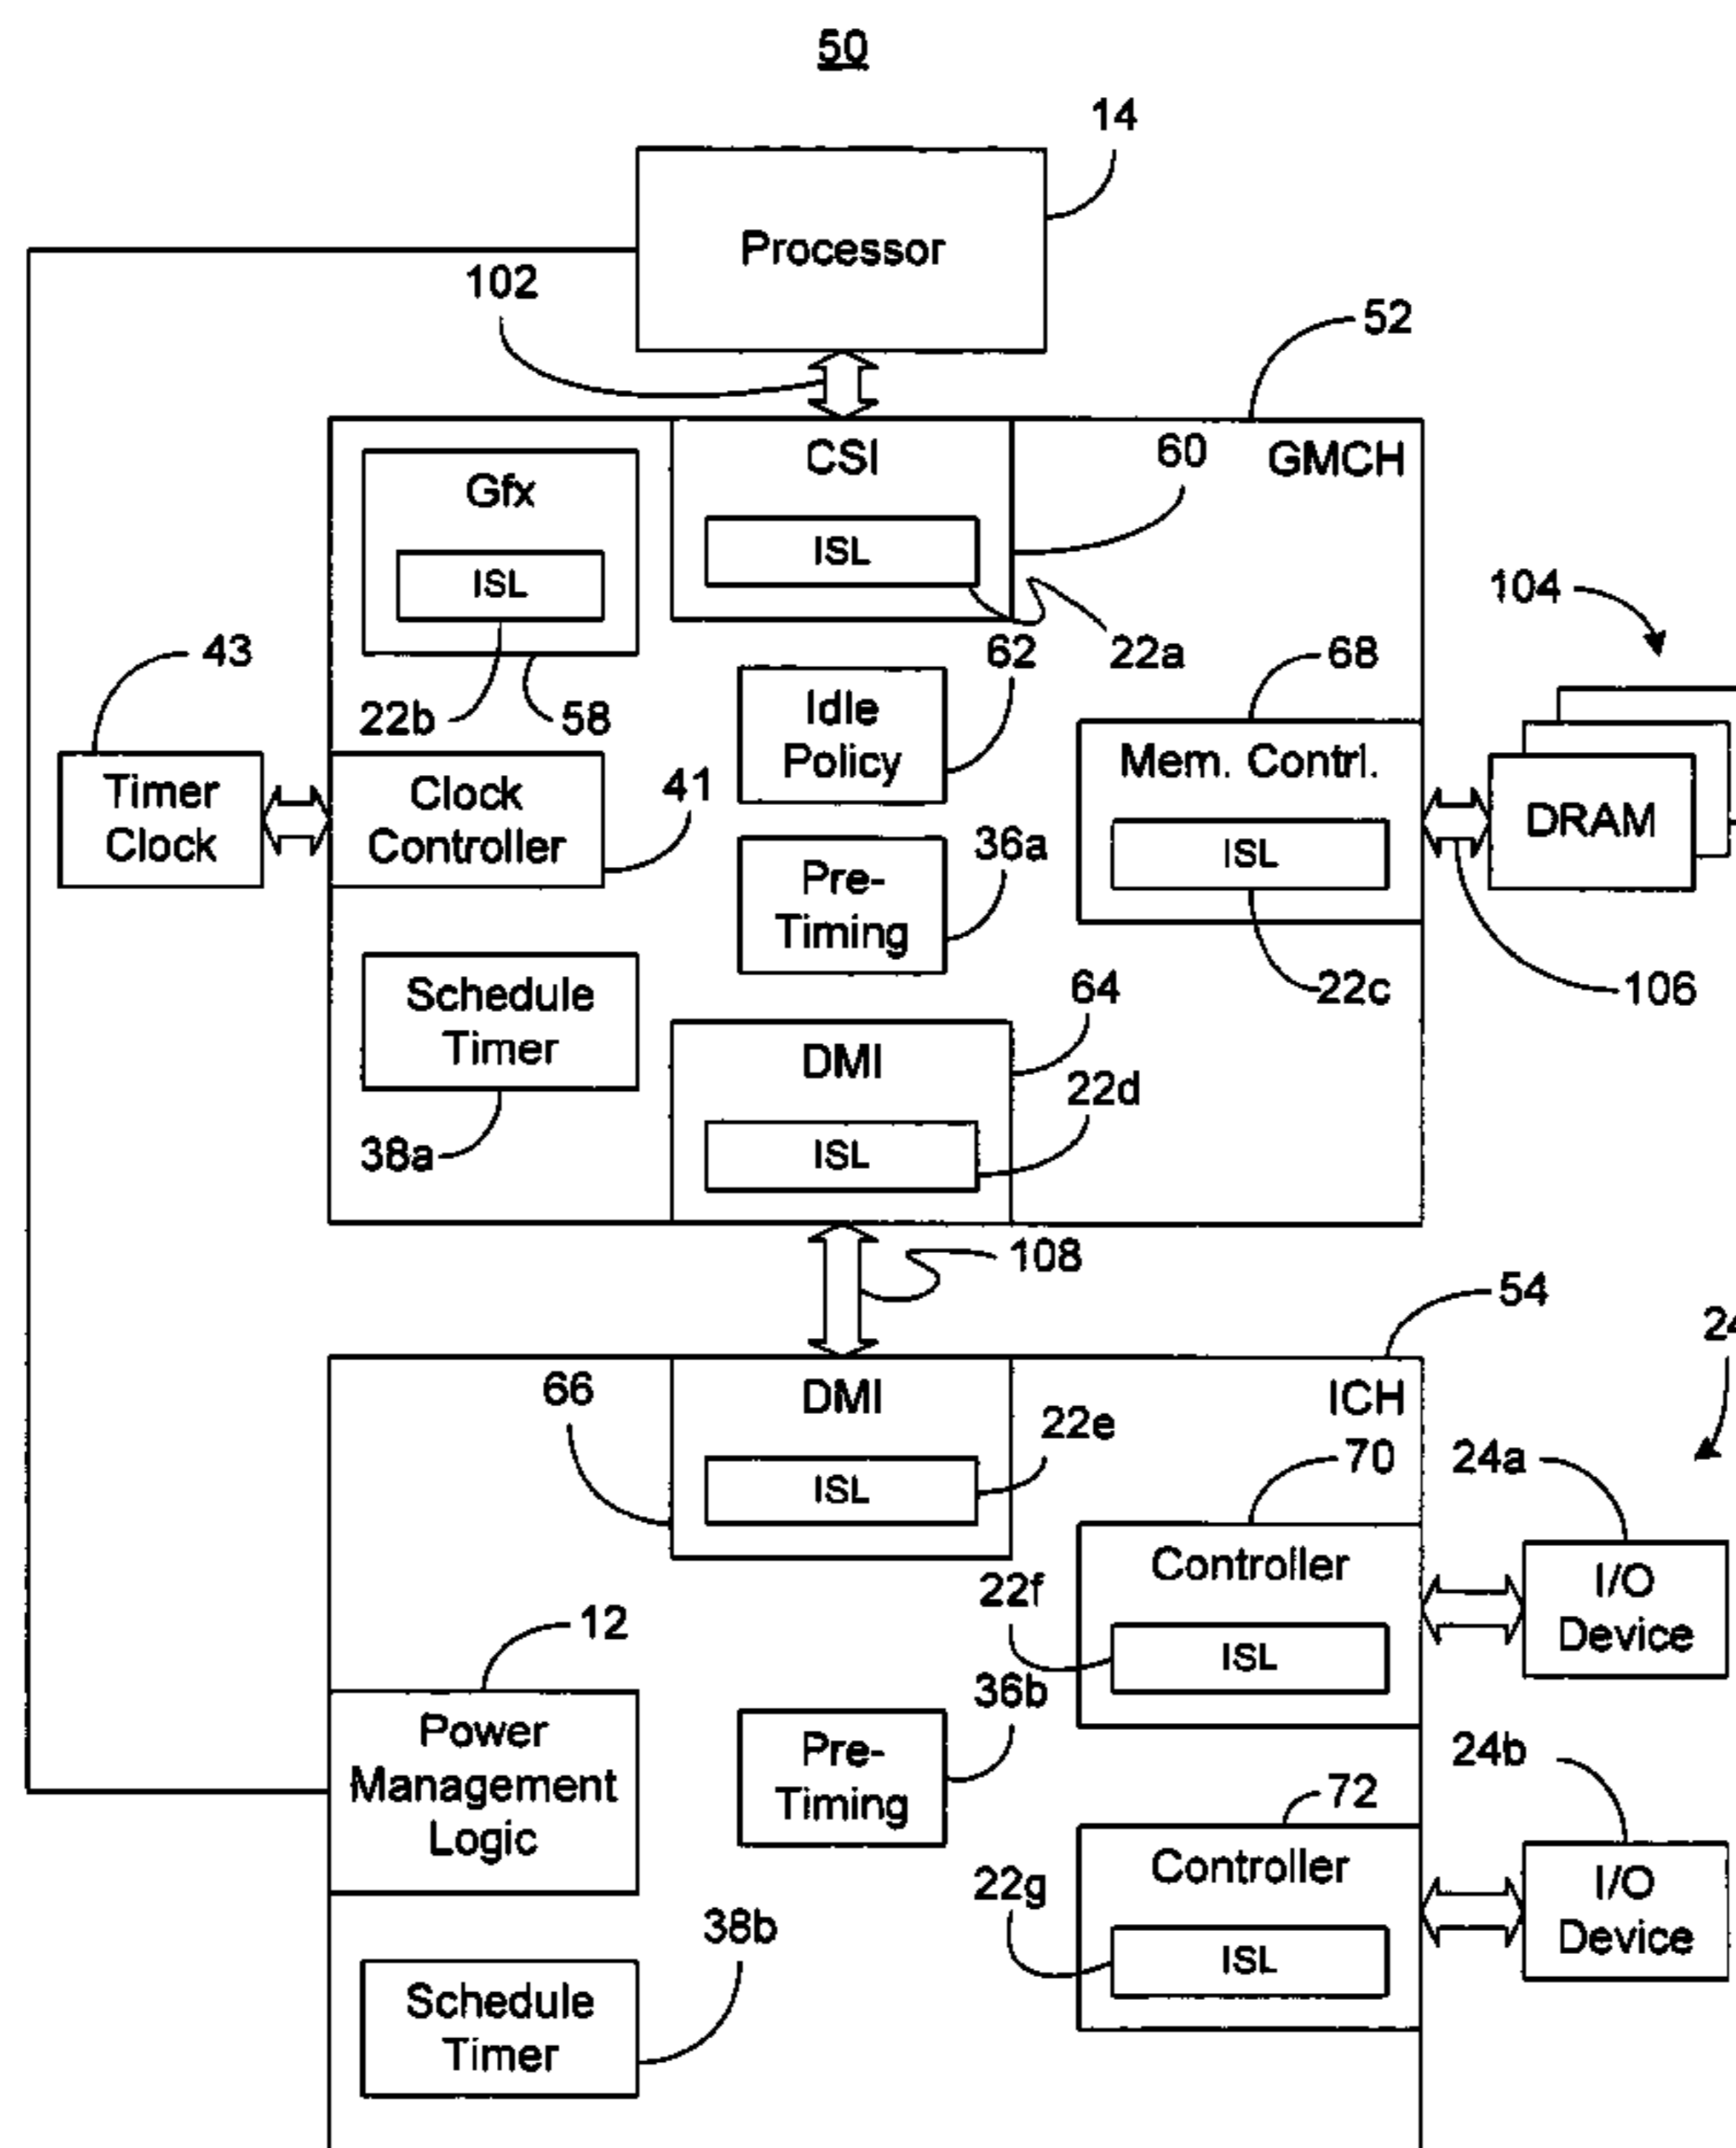 50
14
Processor
102
52
CSI
60
GMCH
Gfx
ISL
ISL
104
43
62
22a
68
22b
58
Idle
Policy
Timer
Clock
Clock
Controller
41
Mem. Contrl.
DRAM
36a
ISL
Pre-
Timing
Schedule
Timer
64
22c
106
DMI
22d
38a
ISL
108
54
24
66
DMI
ICH
22e
70
24a
ISL
Controller
I/O
Device
22f
12
ISL
36b
Power
Management
Logic
Pre-
Timing
24b
72
Controller
I/O
Device
22g
38b
ISL
Schedule
Timer